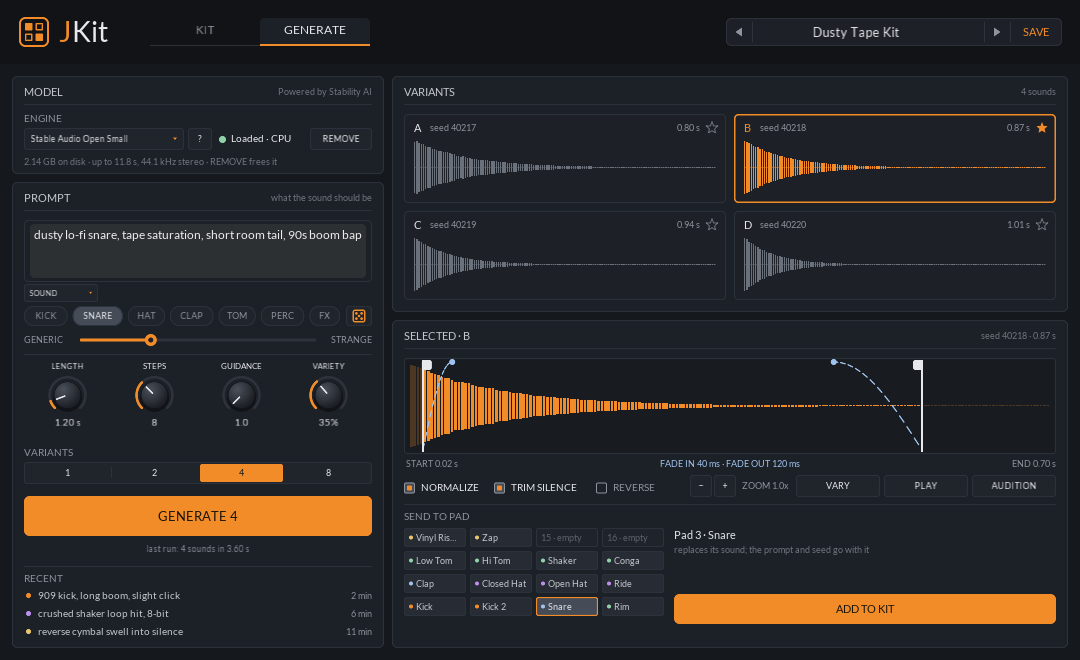 JKit
KIT
GENERATE
Dusty Tape Kit
SAVE
MODEL
Powered by Stability AI
ENGINE
Stable Audio Open Small
?
Loaded · CPU
REMOVE
2.14 GB on disk · up to 11.8 s, 44.1 kHz stereo · REMOVE frees it
PROMPT
what the sound should be
dusty lo-fi snare, tape saturation, short room tail, 90s boom bap
SOUND
KICK
SNARE
HAT
CLAP
TOM
PERC
FX
GENERIC
STRANGE
LENGTH
STEPS
GUIDANCE
VARIETY
1.20 s
8
1.0
35%
VARIANTS
1
2
4
8
GENERATE 4
last run: 4 sounds in 3.60 s
RECENT
909 kick, long boom, slight click
2 min
crushed shaker loop hit, 8-bit
6 min
reverse cymbal swell into silence
11 min
VARIANTS
4 sounds
A seed 40217
0.80 s
B seed 40218
0.87 s
C seed 40219
0.94 s
D seed 40220
1.01 s
SELECTED · B
seed 40218 · 0.87 s
START 0.02 s
FADE IN 40 ms · FADE OUT 120 ms
END 0.70 s
NORMALIZE
TRIM SILENCE
REVERSE
−
+
ZOOM 1.0x
VARY
PLAY
AUDITION
SEND TO PAD
Vinyl Ris...
Zap
15 · empty
16 · empty
Low Tom
Hi Tom
Shaker
Conga
Clap
Closed Hat
Open Hat
Ride
Kick
Kick 2
Snare
Rim
Pad 3 · Snare
replaces its sound; the prompt and seed go with it
ADD TO KIT